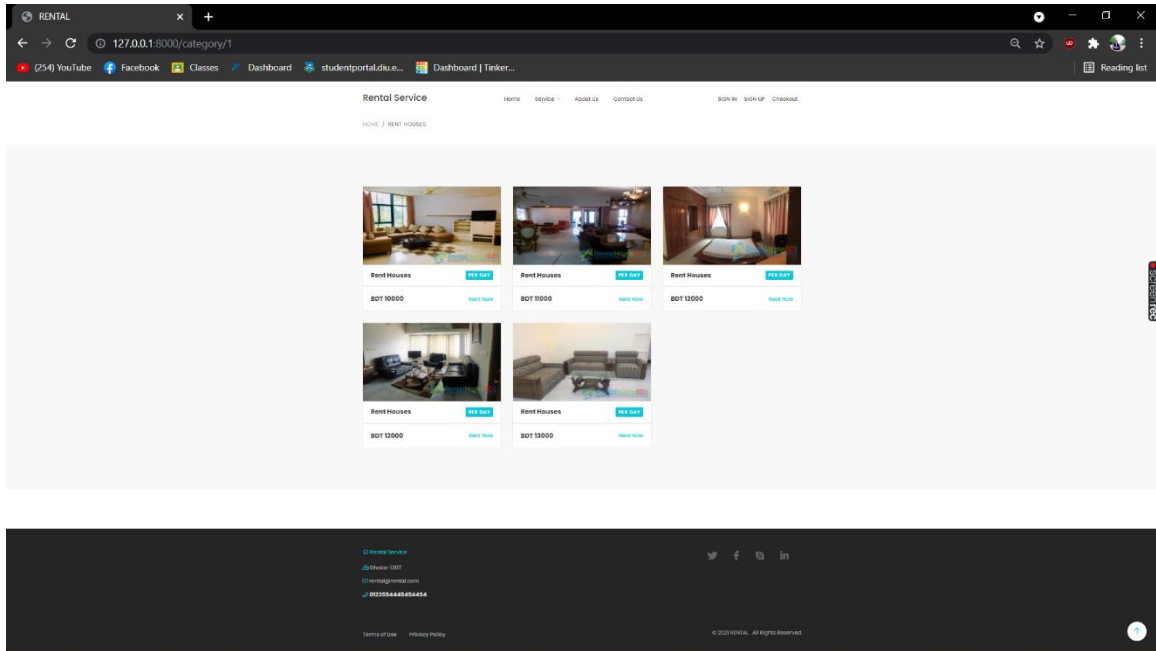 RENTAL
127.0.0.1:8000/category/1
(254) YouTube Facebook Classes Dashboard studentportal.diu.e... Dashboard | Tinker... Reading list
Rental Service Home Service About Us Contact Us SIGN IN SIGN UP Checkout
HOME / RENT HOUSES
Rent Houses PER DAY Rent Houses PER DAY Rent Houses PER DAY
BDT 10000 Rent Now BDT 11000 Rent Now BDT 12000 Rent Now
Rent Houses PER DAY Rent Houses PER DAY
BDT 12000 Rent Now BDT 13000 Rent Now
screenrec
Rental Service
Dhaka-1207
rental@rental.com
Terms of Use Privacy Policy © 2021 RENTAL . All Rights Reserved